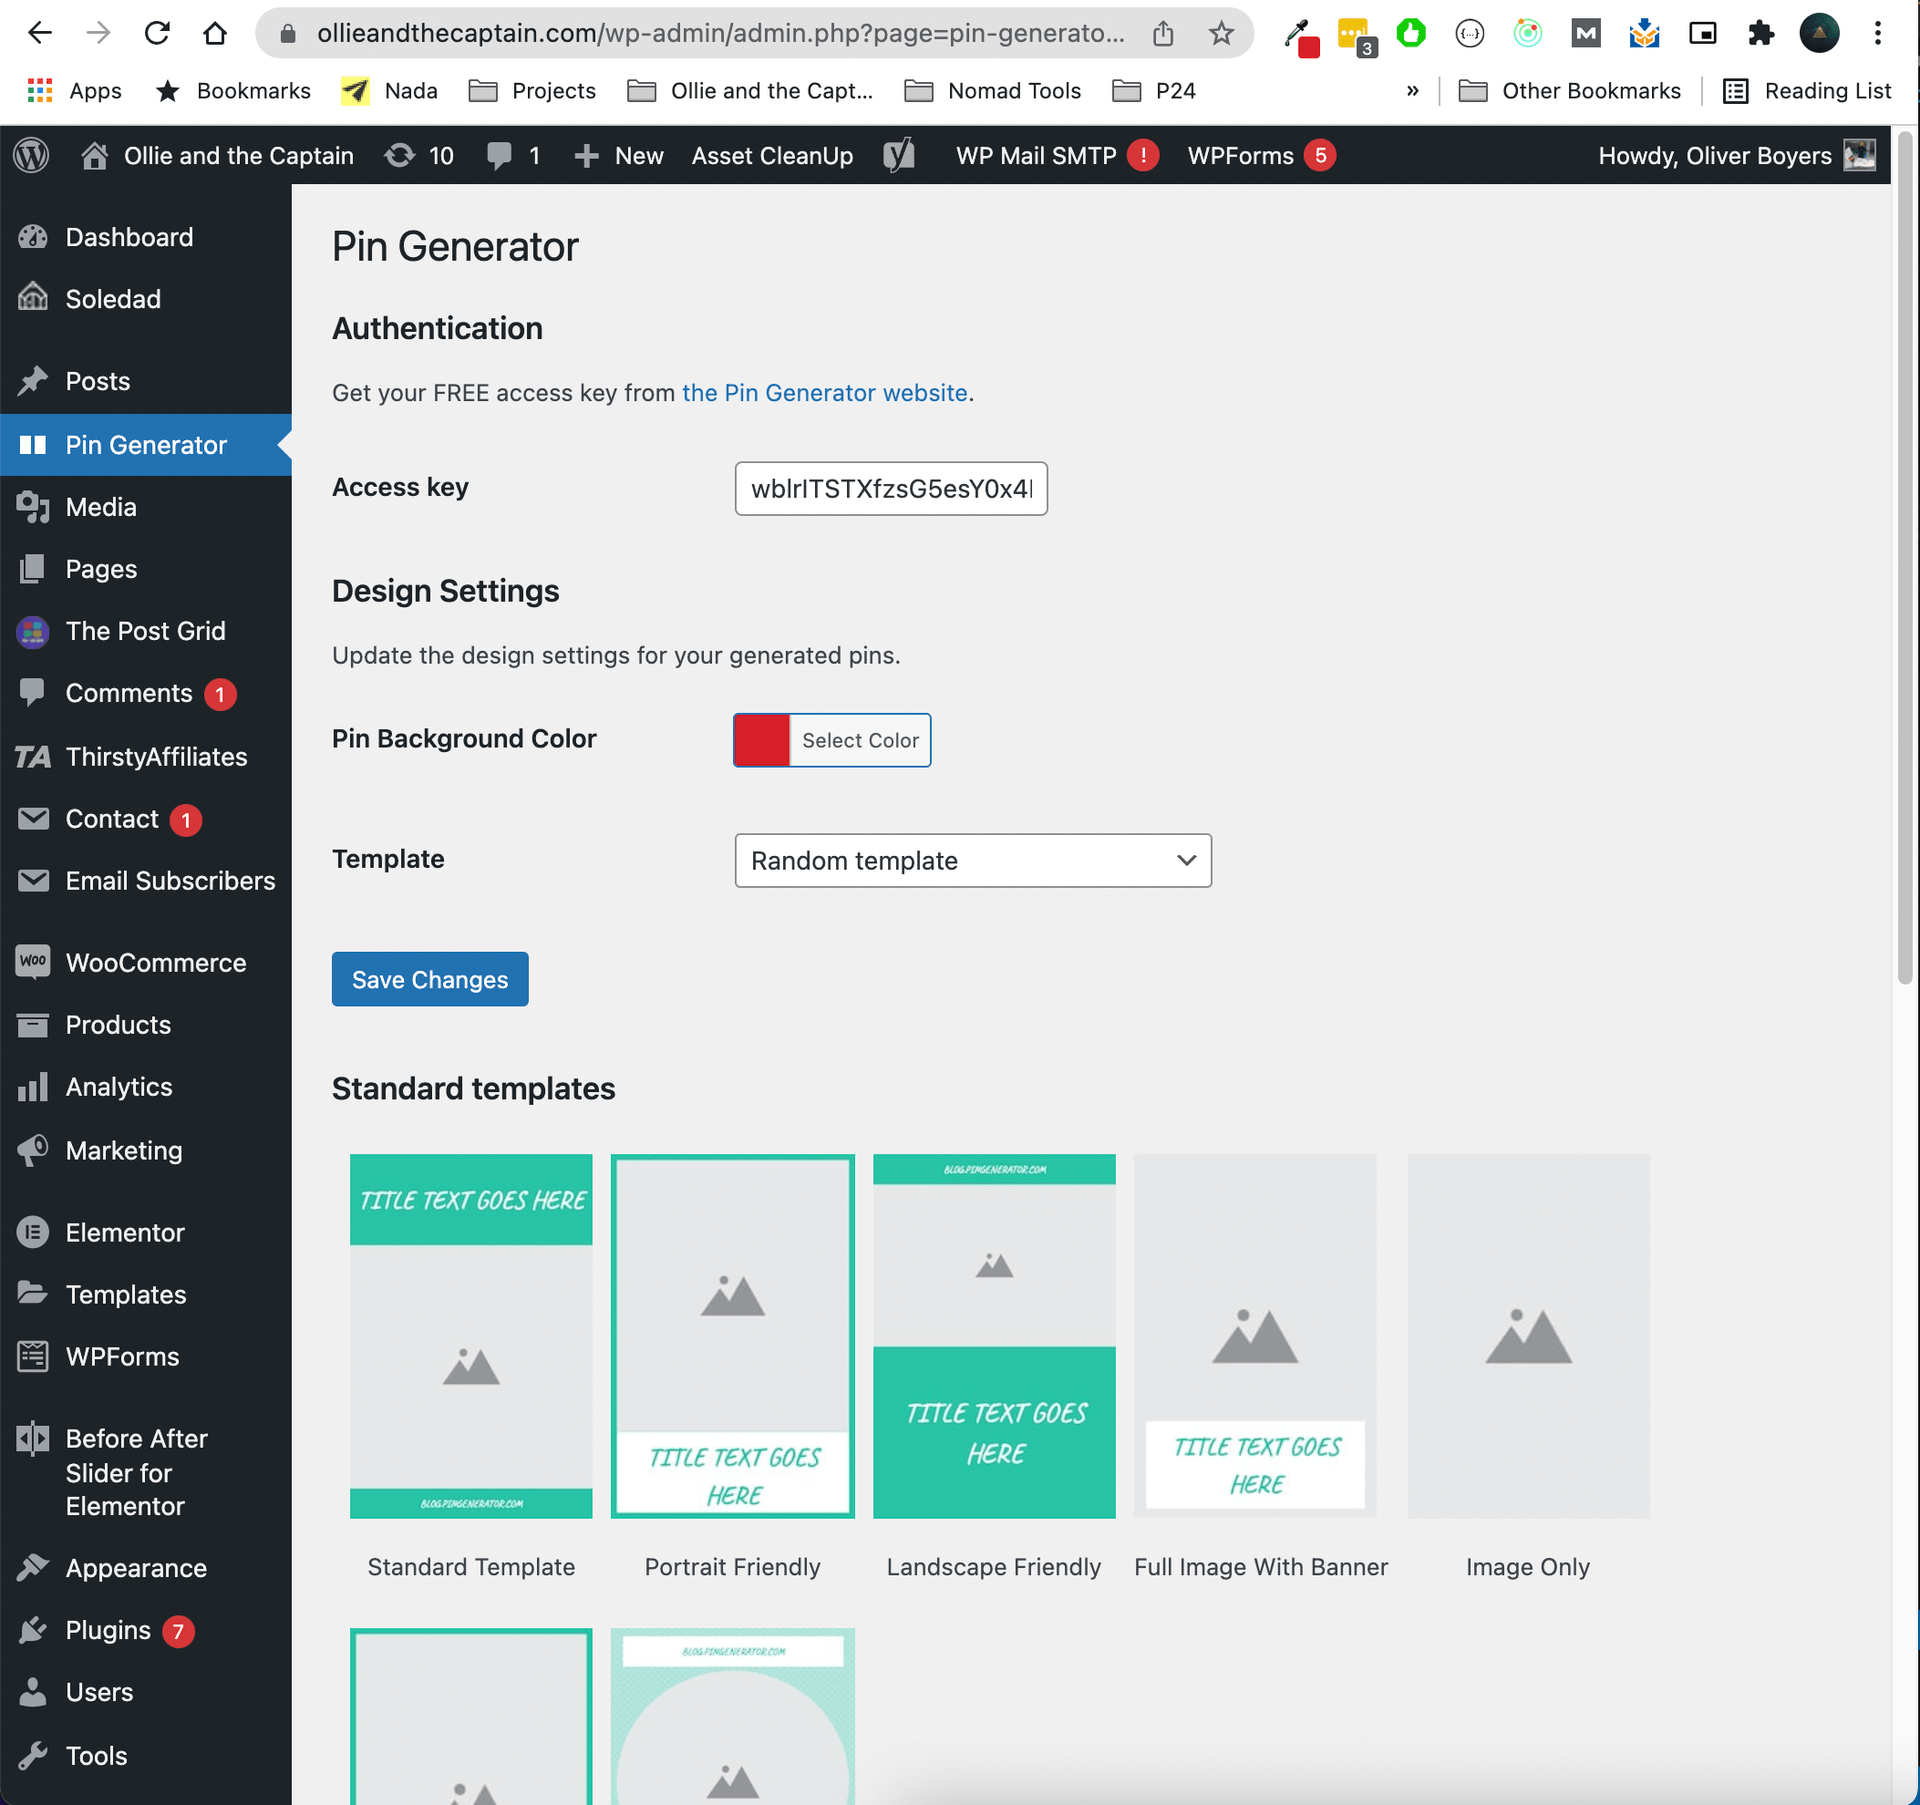 ollieandthecaptain.com/wp-admin/admin.php?page=pin-generato...
3
Apps
Bookmarks
Nada
Projects
Ollie and the Capt...
Nomad Tools
P24
»
Other Bookmarks
Reading List
Ollie and the Captain
10
1
New
Asset CleanUp
WP Mail SMTP !
WPForms 5
Howdy, Oliver Boyers
Dashboard
Soledad
Posts
Pin Generator
Media
Pages
The Post Grid
Comments 1
TA ThirstyAffiliates
Contact 1
Email Subscribers
Woo WooCommerce
Products
Analytics
Marketing
Elementor
Templates
WPForms
Before After
Slider for
Elementor
Appearance
Plugins 7
Users
Tools
Pin Generator
Authentication
Get your FREE access key from the Pin Generator website.
Access key
wblrITSTXfzsG5esY0x4
Design Settings
Update the design settings for your generated pins.
Pin Background Color
Select Color
Template
Random template
Save Changes
Standard templates
TITLE TEXT GOES HERE
BLOG.PINGENERATOR.COM
Standard Template
TITLE TEXT GOES
HERE
Portrait Friendly
BLOG.PINGENERATOR.COM
TITLE TEXT GOES
HERE
Landscape Friendly
TITLE TEXT GOES
HERE
Full Image With Banner
Image Only
BLOG.PINGENERATOR.COM